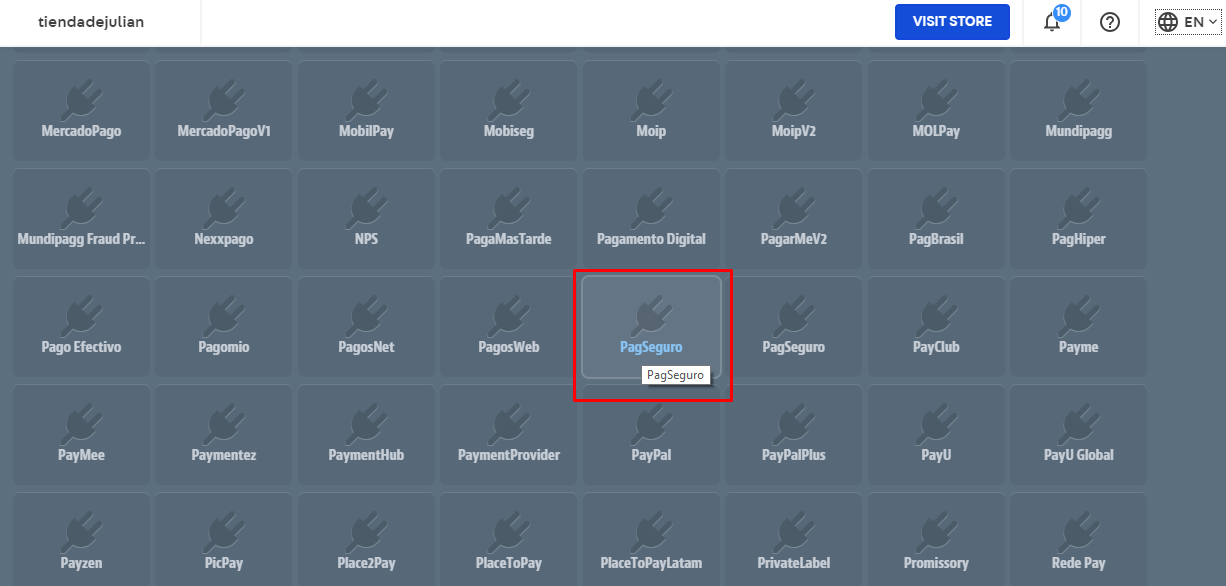 tiendadejulian
VISIT STORE
10
EN
MercadoPago
MercadoPagoV1
MobilPay
Mobiseg
Moip
MoipV2
MOLPay
Mundipagg
Mundipagg Fraud Pr...
Nexxpago
NPS
PagaMasTarde
Pagamento Digital
PagarMeV2
PagBrasil
PagHiper
Pago Efectivo
Pagomio
PagosNet
PagosWeb
PagSeguro
PagSeguro
PayClub
Payme
PagSeguro
PayMee
Paymentez
PaymentHub
PaymentProvider
PayPal
PayPalPlus
PayU
PayU Global
Payzen
PicPay
Place2Pay
PlaceToPay
PlaceToPayLatam
PrivateLabel
Promissory
Rede Pay